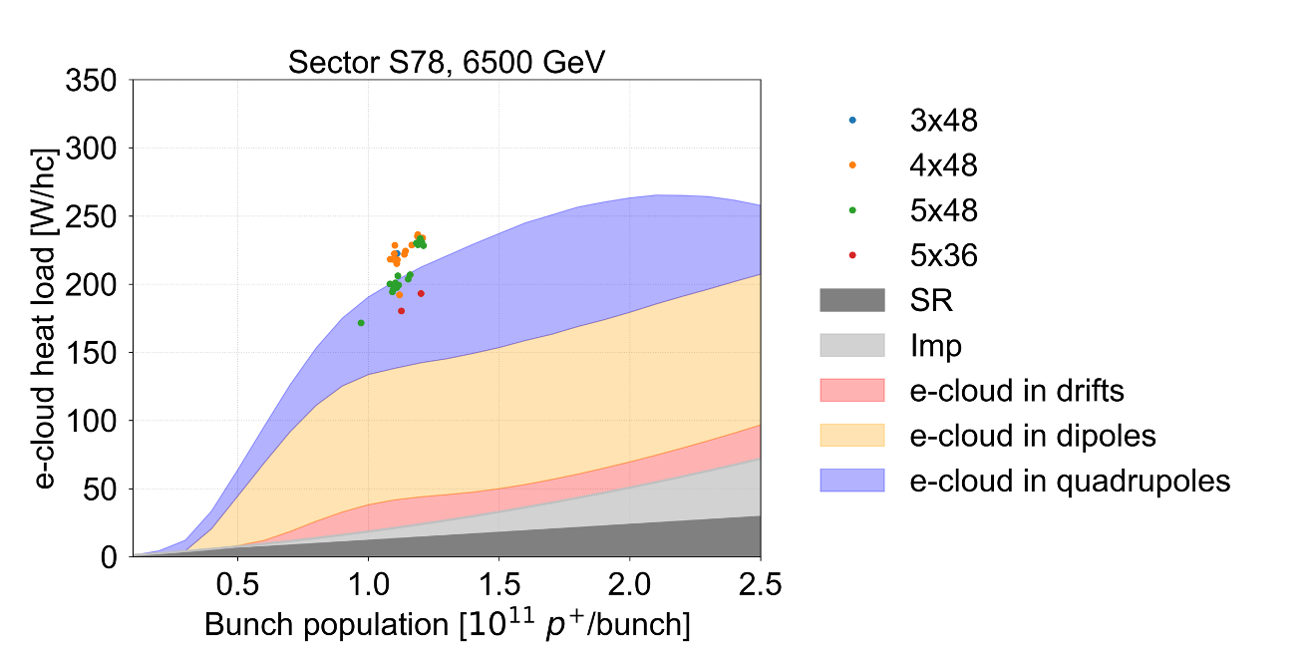 Sector S78, 6500 GeV
350
300
250
200
150
100
50
0
e-cloud heat load [W/hc]
0.5 1.0 1.5 2.0 2.5
Bunch population [10¹¹ p⁺/bunch]
3x48
4x48
5x48
5x36
SR
Imp
e-cloud in drifts
e-cloud in dipoles
e-cloud in quadrupoles